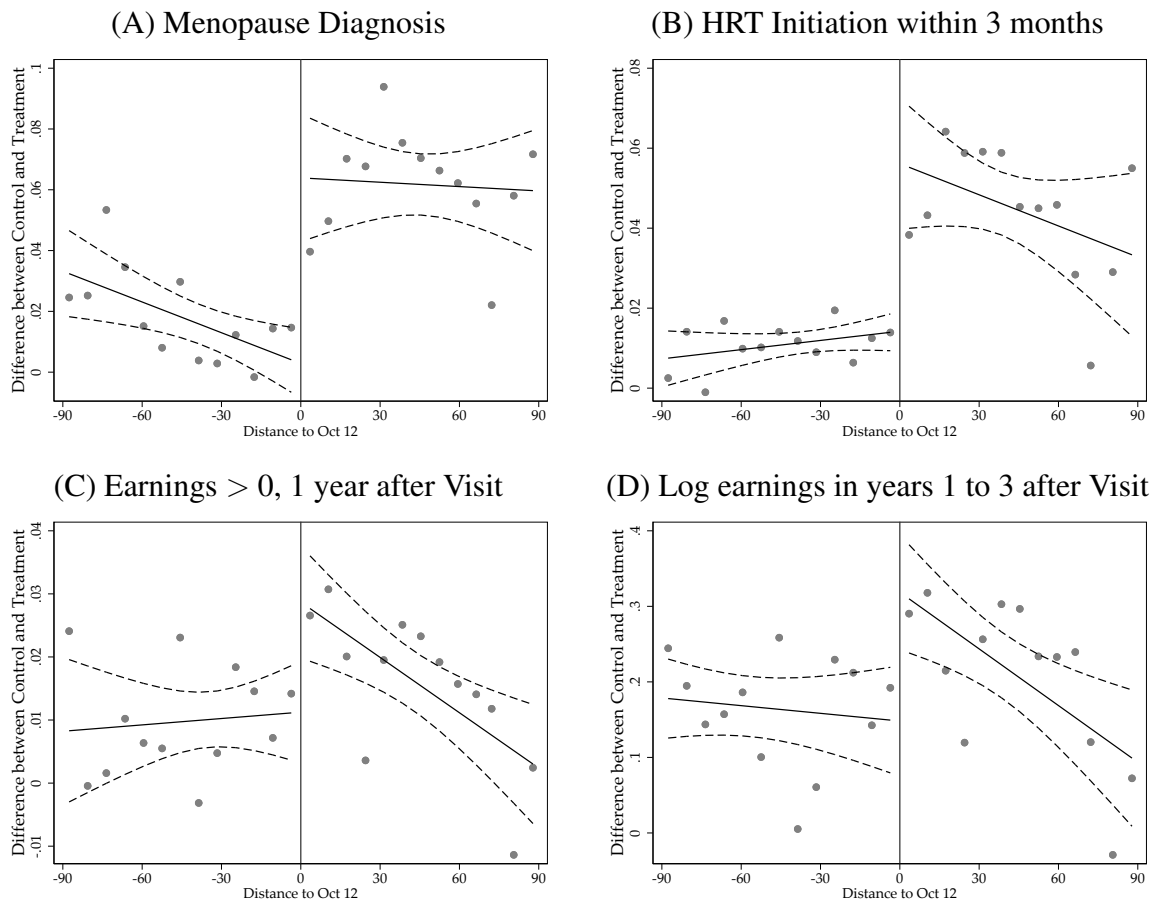 (A) Menopause Diagnosis
Difference between Control and Treatment
.1
.08
.06
.04
.02
0
-90 -60 -30 0 30 60 90
Distance to Oct 12
(B) HRT Initiation within 3 months
Difference between Control and Treatment
.08
.06
.04
.02
0
-90 -60 -30 0 30 60 90
Distance to Oct 12
(C) Earnings > 0, 1 year after Visit
Difference between Control and Treatment
.04
.03
.02
.01
0
-.01
-90 -60 -30 0 30 60 90
Distance to Oct 12
(D) Log earnings in years 1 to 3 after Visit
Difference between Control and Treatment
.4
.3
.2
.1
0
-90 -60 -30 0 30 60 90
Distance to Oct 12